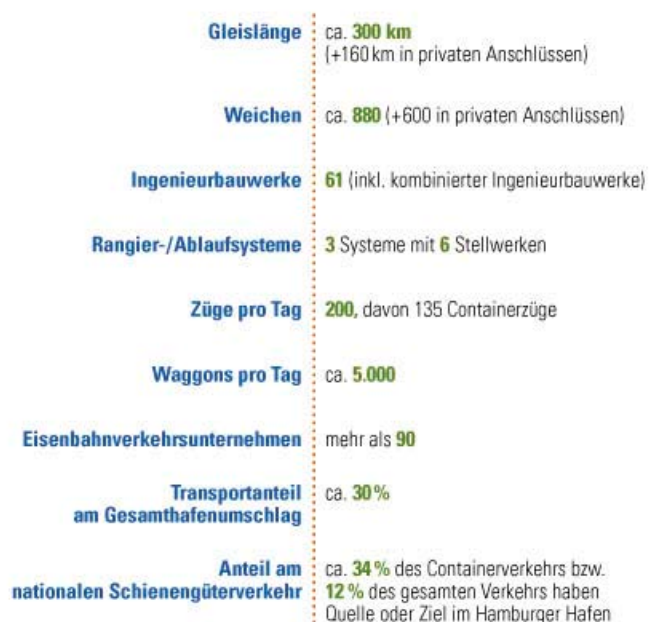 Gleislänge ca. 300 km
(+160 km in privaten Anschlüssen)
Weichen ca. 880 (+600 in privaten Anschlüssen)
Ingenieurbauwerke 61 (inkl. kombinierter Ingenieurbauwerke)
Rangier-/Ablaufsysteme 3 Systeme mit 6 Stellwerken
Züge pro Tag 200, davon 135 Containerzüge
Waggons pro Tag ca. 5.000
Eisenbahnverkehrsunternehmen mehr als 90
Transportanteil ca. 30 %
am Gesamthafenumschlag
Anteil am ca. 34 % des Containerverkehrs bzw.
nationalen Schienengüterverkehr 12 % des gesamten Verkehrs haben
Quelle oder Ziel im Hamburger Hafen